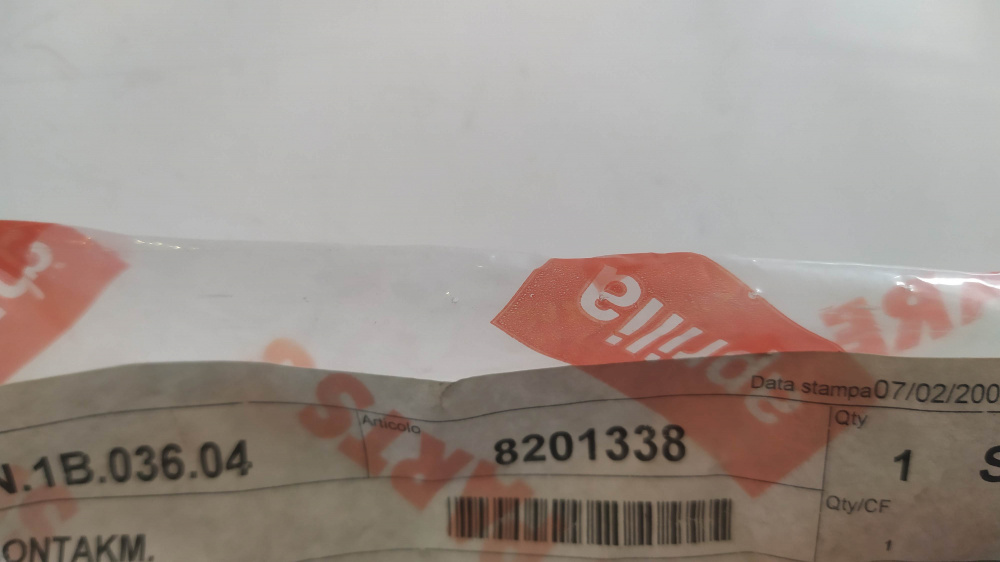 aprilia
Data stampa07/02/200
N.1B.036.04
Articolo
8201338
Qty
1
S
Qty/CF
1
ONTAKM.